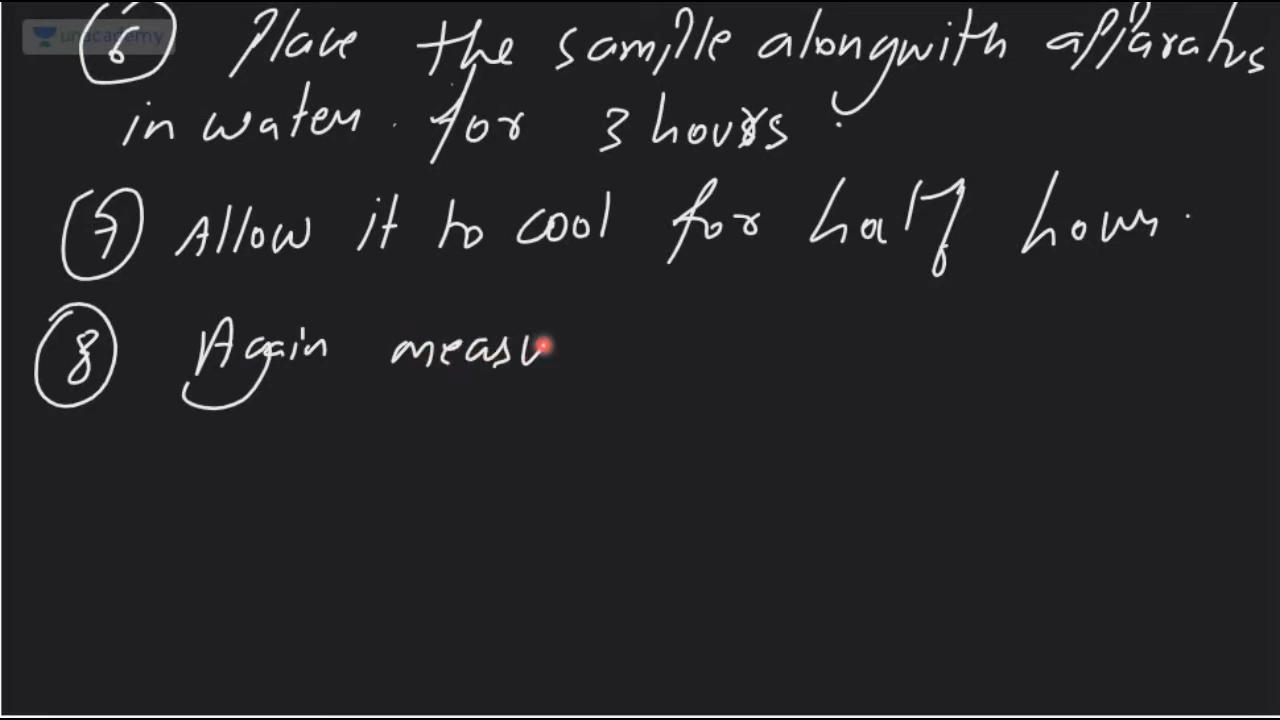 unacademy
6 Place the sample alongwith apparatus
in water. for 3 hours.
7 Allow it to cool for half hour.
8 Again measu